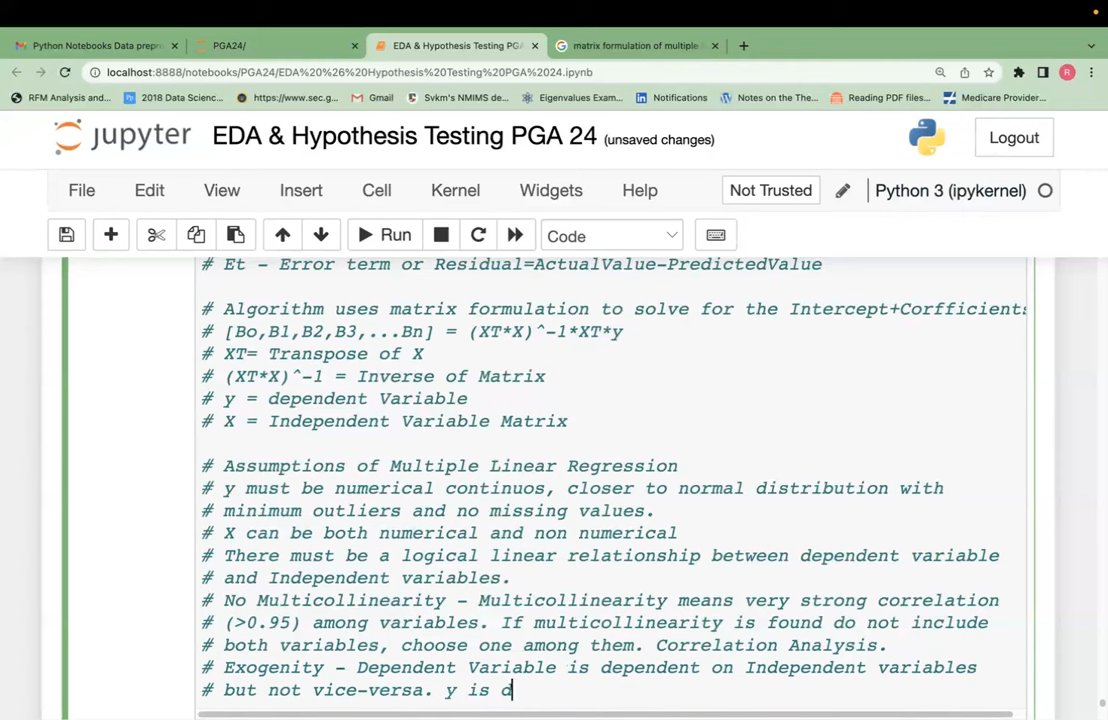 Python Notebooks Data prepr
PGA24/
EDA & Hypothesis Testing PGA
matrix formulation of multiple
localhost:8888/notebooks/PGA24/EDA%20%26%20Hypothesis%20Testing%20PGA%2024.ipynb
RFM Analysis and...
2018 Data Scienc...
https://www.sec.g...
Gmail
Svkm's NMIMS de...
Eigenvalues Exam...
Notifications
Notes on the The...
Reading PDF files...
Medicare Provider...
R
jupyter
EDA & Hypothesis Testing PGA 24 (unsaved changes)
Logout
File Edit View Insert Cell Kernel Widgets Help
Not Trusted
Python 3 (ipykernel)
Run
Code
# Et - Error term or Residual=ActualValue-PredictedValue
# Algorithm uses matrix formulation to solve for the Intercept+Corfficients
# [Bo,B1,B2,B3,...Bn] = (XT*X)^-1*XT*y
# XT= Transpose of X
# (XT*X)^-1 = Inverse of Matrix
# y = dependent Variable
# X = Independent Variable Matrix
# Assumptions of Multiple Linear Regression
# y must be numerical continuos, closer to normal distribution with
# minimum outliers and no missing values.
# X can be both numerical and non numerical
# There must be a logical linear relationship between dependent variable
# and Independent variables.
# No Multicollinearity - Multicollinearity means very strong correlation
# (>0.95) among variables. If multicollinearity is found do not include
# both variables, choose one among them. Correlation Analysis.
# Exogenity - Dependent Variable is dependent on Independent variables
# but not vice-versa. y is d